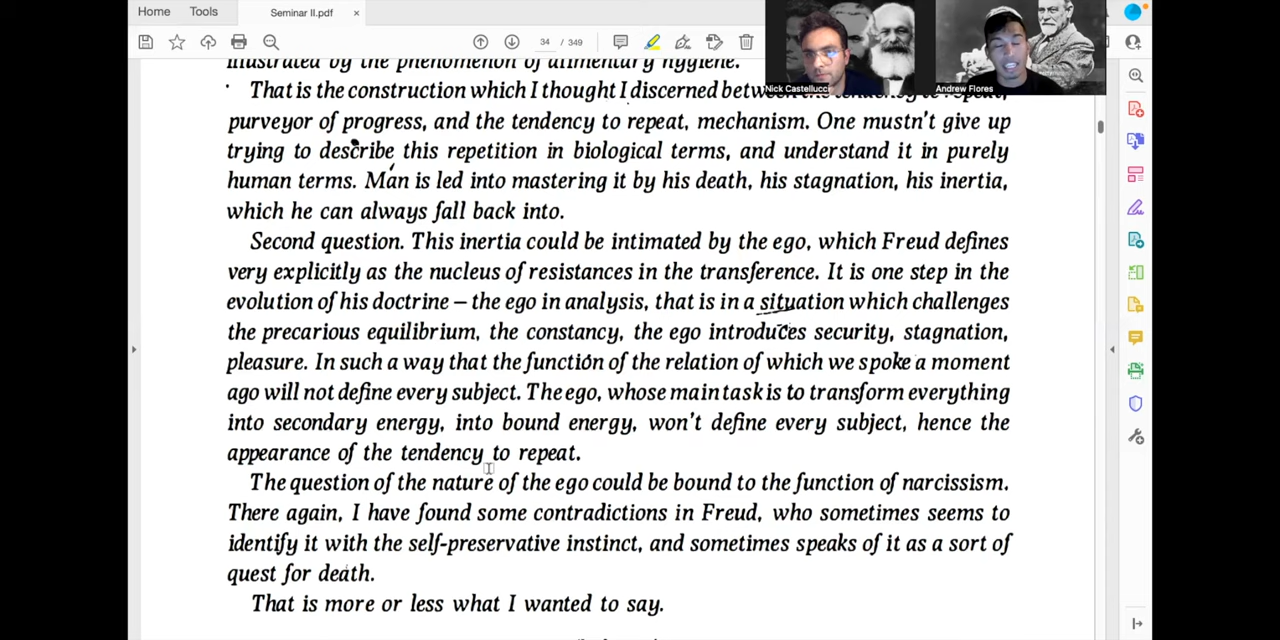 Home Tools Seminar II.pdf ×
34 / 349
illustrated by the phenomenon of alimentary hygiene.
Nick Castellucci Andrew Flores
That is the construction which I thought I discerned between the tendency to
purveyor of progress, and the tendency to repeat, mechanism. One mustn't give up
trying to describe this repetition in biological terms, and understand it in purely
human terms. Man is led into mastering it by his death, his stagnation, his inertia,
which he can always fall back into.
Second question. This inertia could be intimated by the ego, which Freud defines
very explicitly as the nucleus of resistances in the transference. It is one step in the
evolution of his doctrine – the ego in analysis, that is in a situation which challenges
the precarious equilibrium, the constancy, the ego introduces security, stagnation,
pleasure. In such a way that the function of the relation of which we spoke a moment
ago will not define every subject. The ego, whose main task is to transform everything
into secondary energy, into bound energy, won't define every subject, hence the
appearance of the tendency to repeat.
The question of the nature of the ego could be bound to the function of narcissism.
There again, I have found some contradictions in Freud, who sometimes seems to
identify it with the self-preservative instinct, and sometimes speaks of it as a sort of
quest for death.
That is more or less what I wanted to say.